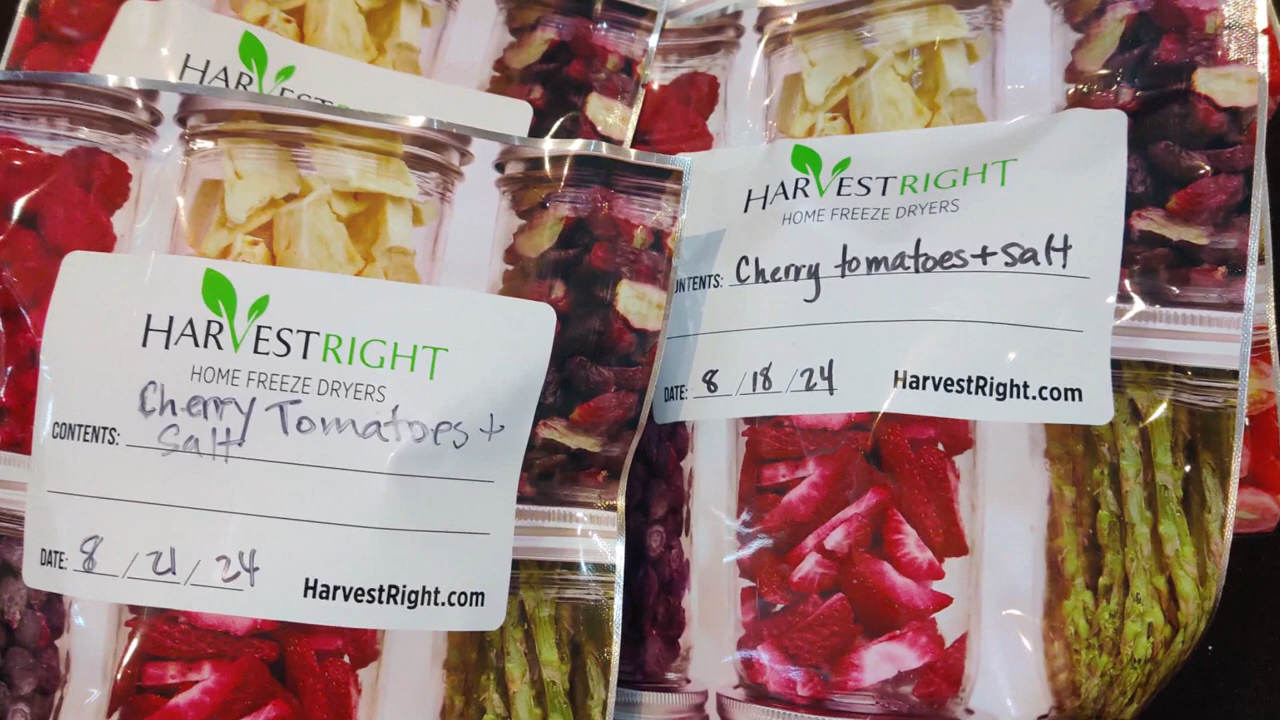 HARVESTRIGHT
HARVESTRIGHT
HOME FREEZE DRYERS
CONTENTS: Cherry Tomatoes +
Salt
DATE: 8 / 21 / 24
HarvestRight.com
HARVESTRIGHT
HOME FREEZE DRYERS
ONTENTS: Cherry tomatoes + salt
DATE: 8 / 18 / 24
HarvestRight.com